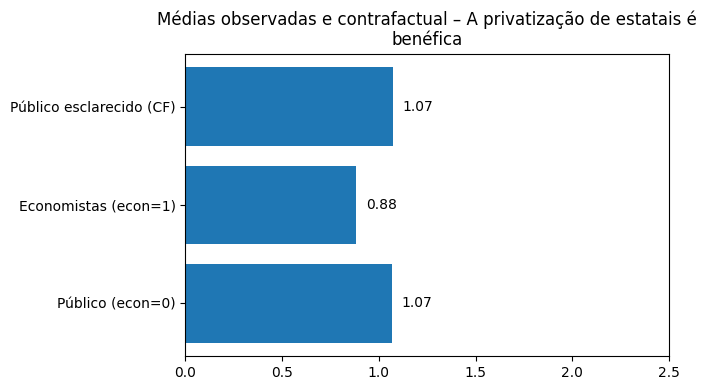 Médias observadas e contrafactual – A privatização de estatais é
benéfica
Público esclarecido (CF)
1.07
Economistas (econ=1)
0.88
Público (econ=0)
1.07
0.0
0.5
1.0
1.5
2.0
2.5